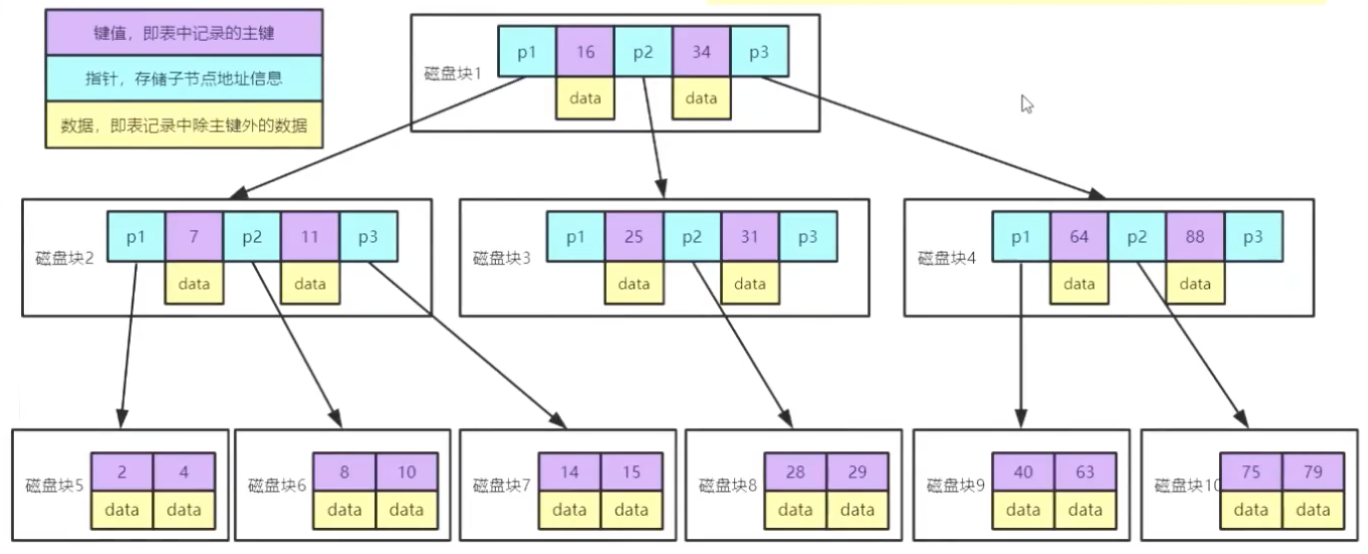 键值，即表中记录的主键
指针，存储子节点地址信息
数据，即表记录中除主键外的数据
磁盘块1
p1 16 p2 34 p3
data data
磁盘块2
p1 7 p2 11 p3
data data
磁盘块3
p1 25 p2 31 p3
data data
磁盘块4
p1 64 p2 88 p3
data data
磁盘块5
2 4
data data
磁盘块6
8 10
data data
磁盘块7
14 15
data data
磁盘块8
28 29
data data
磁盘块9
40 63
data data
磁盘块10
75 79
data data